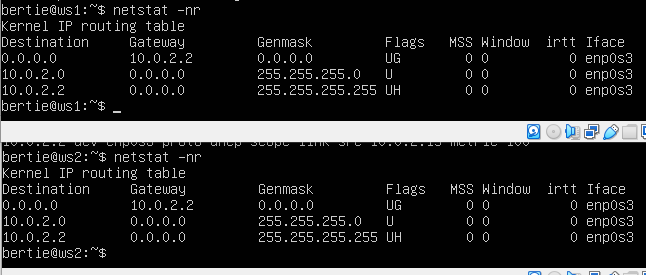 bertie@ws1:~$ netstat -nr
Kernel IP routing table
Destination Gateway Genmask Flags MSS Window irtt Iface
0.0.0.0 10.0.2.2 0.0.0.0 UG 0 0 0 enp0s3
10.0.2.0 0.0.0.0 255.255.255.0 U 0 0 0 enp0s3
10.0.2.2 0.0.0.0 255.255.255.255 UH 0 0 0 enp0s3
bertie@ws1:~$ _
10.0.2.2 dev enp0s3 proto dhcp scope link src 10.0.2.15 metric 100
bertie@ws2:~$ netstat -nr
Kernel IP routing table
Destination Gateway Genmask Flags MSS Window irtt Iface
0.0.0.0 10.0.2.2 0.0.0.0 UG 0 0 0 enp0s3
10.0.2.0 0.0.0.0 255.255.255.0 U 0 0 0 enp0s3
10.0.2.2 0.0.0.0 255.255.255.255 UH 0 0 0 enp0s3
bertie@ws2:~$